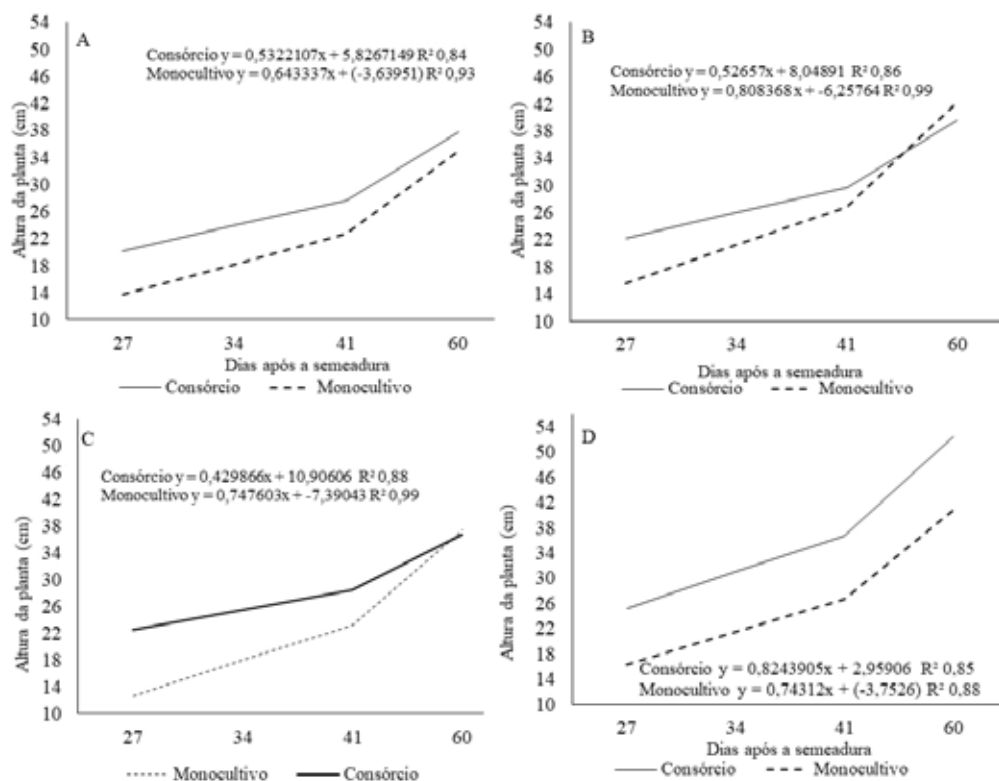 A
Consórcio y = 0,5322107x + 5,8267149 R² 0,84
Monocultivo y = 0,643337x + (-3,63951) R² 0,93
Altura da planta (cm)
54
50
46
42
38
34
30
26
22
18
14
10
27 34 41 60
Dias após a semeadura
Consórcio Monocultivo
B
Consórcio y = 0,52657x + 8,04891 R² 0,86
Monocultivo y = 0,808368x + -6,25764 R² 0,99
Altura da planta (cm)
54
50
46
42
38
34
30
26
22
18
14
10
27 34 41 60
Dias após a semeadura
Consórcio Monocultivo
C
Consórcio y = 0,429866x + 10,90606 R² 0,88
Monocultivo y = 0,747603x + -7,39043 R² 0,99
Altura da planta (cm)
54
50
46
42
38
34
30
26
22
18
14
10
27 34 41 60
Monocultivo Consórcio
D
Altura da planta (cm)
54
50
46
42
38
34
30
26
22
18
14
10
Consórcio y = 0,8243905x + 2,95906 R² 0,85
Monocultivo y = 0,74312x + (-3,7526) R² 0,88
27 34 41 60
Dias após a semeadura
Consórcio Monocultivo